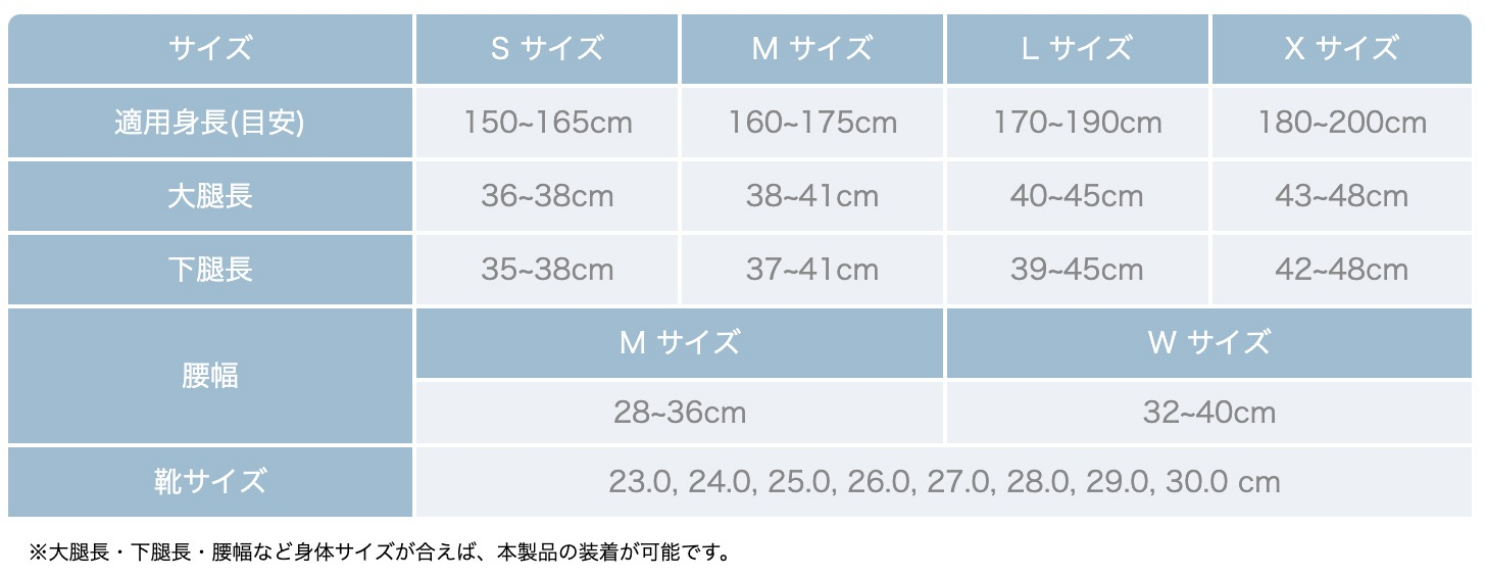 サイズ S サイズ M サイズ L サイズ X サイズ
適用身長(目安) 150~165cm 160~175cm 170~190cm 180~200cm
大腿長 36~38cm 38~41cm 40~45cm 43~48cm
下腿長 35~38cm 37~41cm 39~45cm 42~48cm
腰幅 M サイズ W サイズ
28~36cm 32~40cm
靴サイズ 23.0, 24.0, 25.0, 26.0, 27.0, 28.0, 29.0, 30.0 cm
※大腿長・下腿長・腰幅など身体サイズが合えば、本製品の装着が可能です。